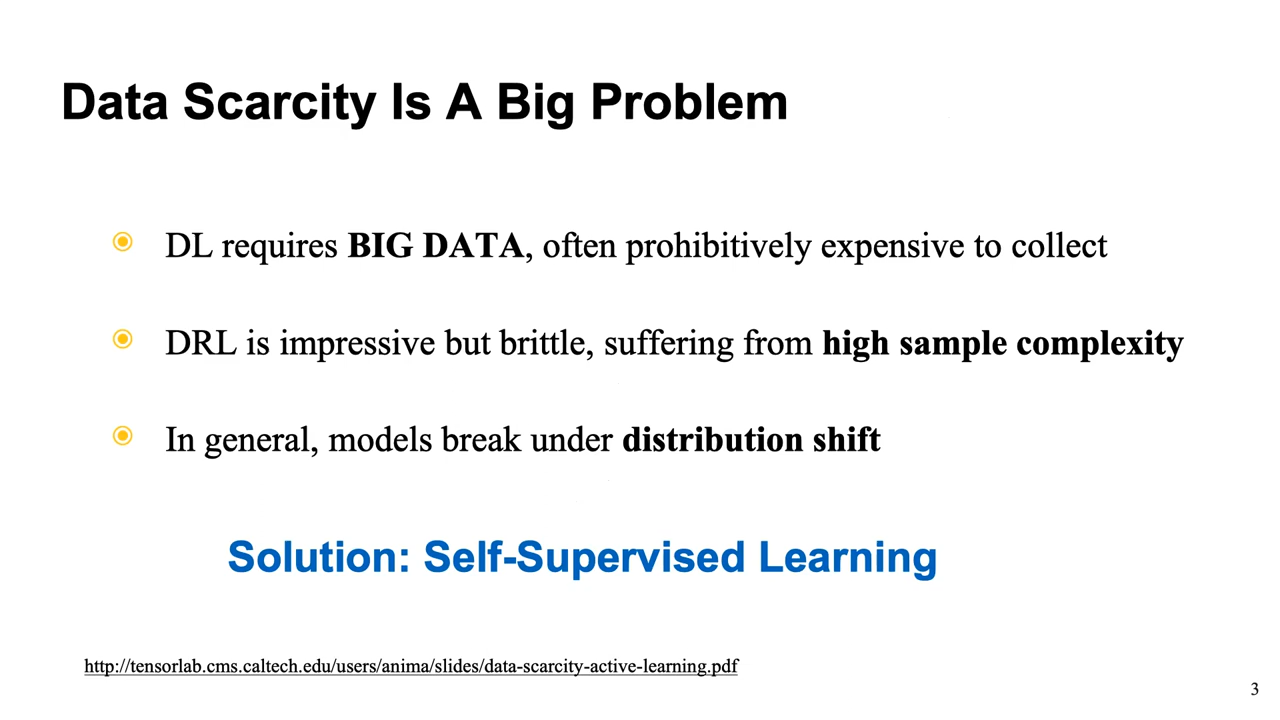 Data Scarcity Is A Big Problem
DL requires BIG DATA, often prohibitively expensive to collect
DRL is impressive but brittle, suffering from high sample complexity
In general, models break under distribution shift
Solution: Self-Supervised Learning
http://tensorlab.cms.caltech.edu/users/anima/slides/data-scarcity-active-learning.pdf
3